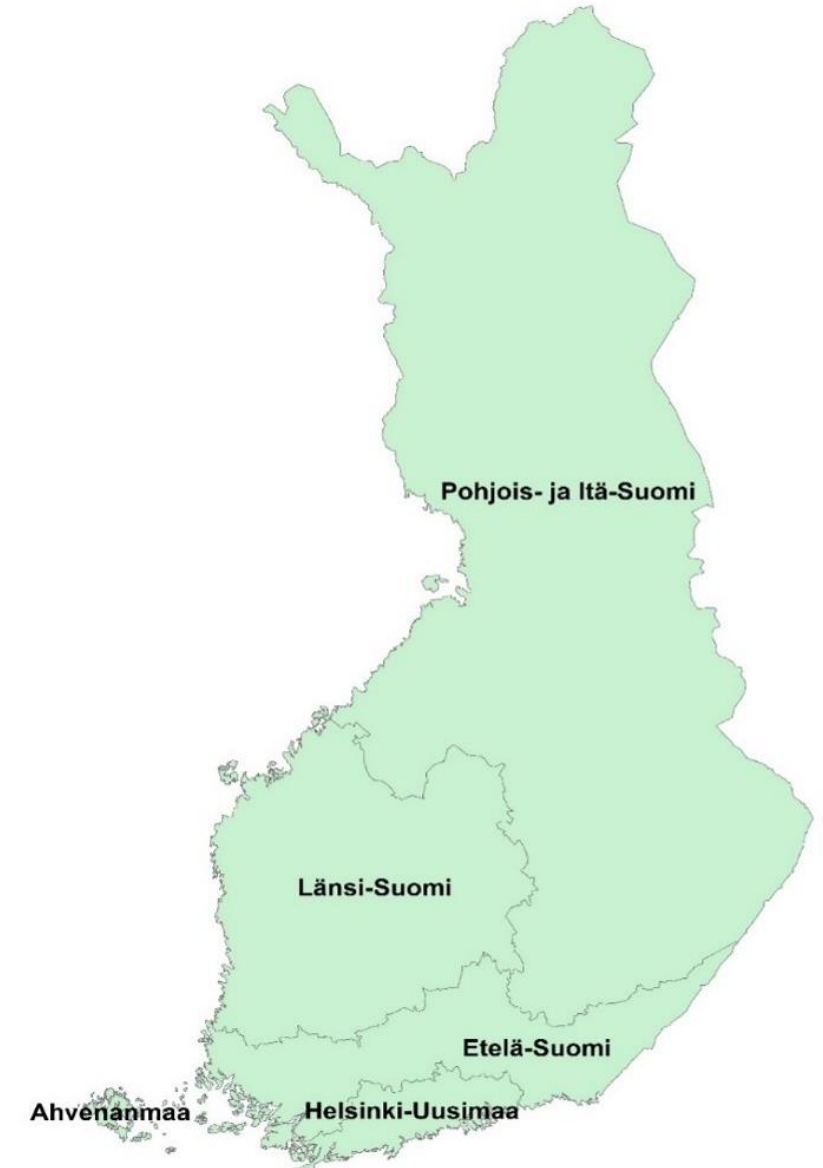 Pohjois- ja Itä-Suomi
Länsi-Suomi
Etelä-Suomi
Ahvenanmaa
Helsinki-Uusimaa